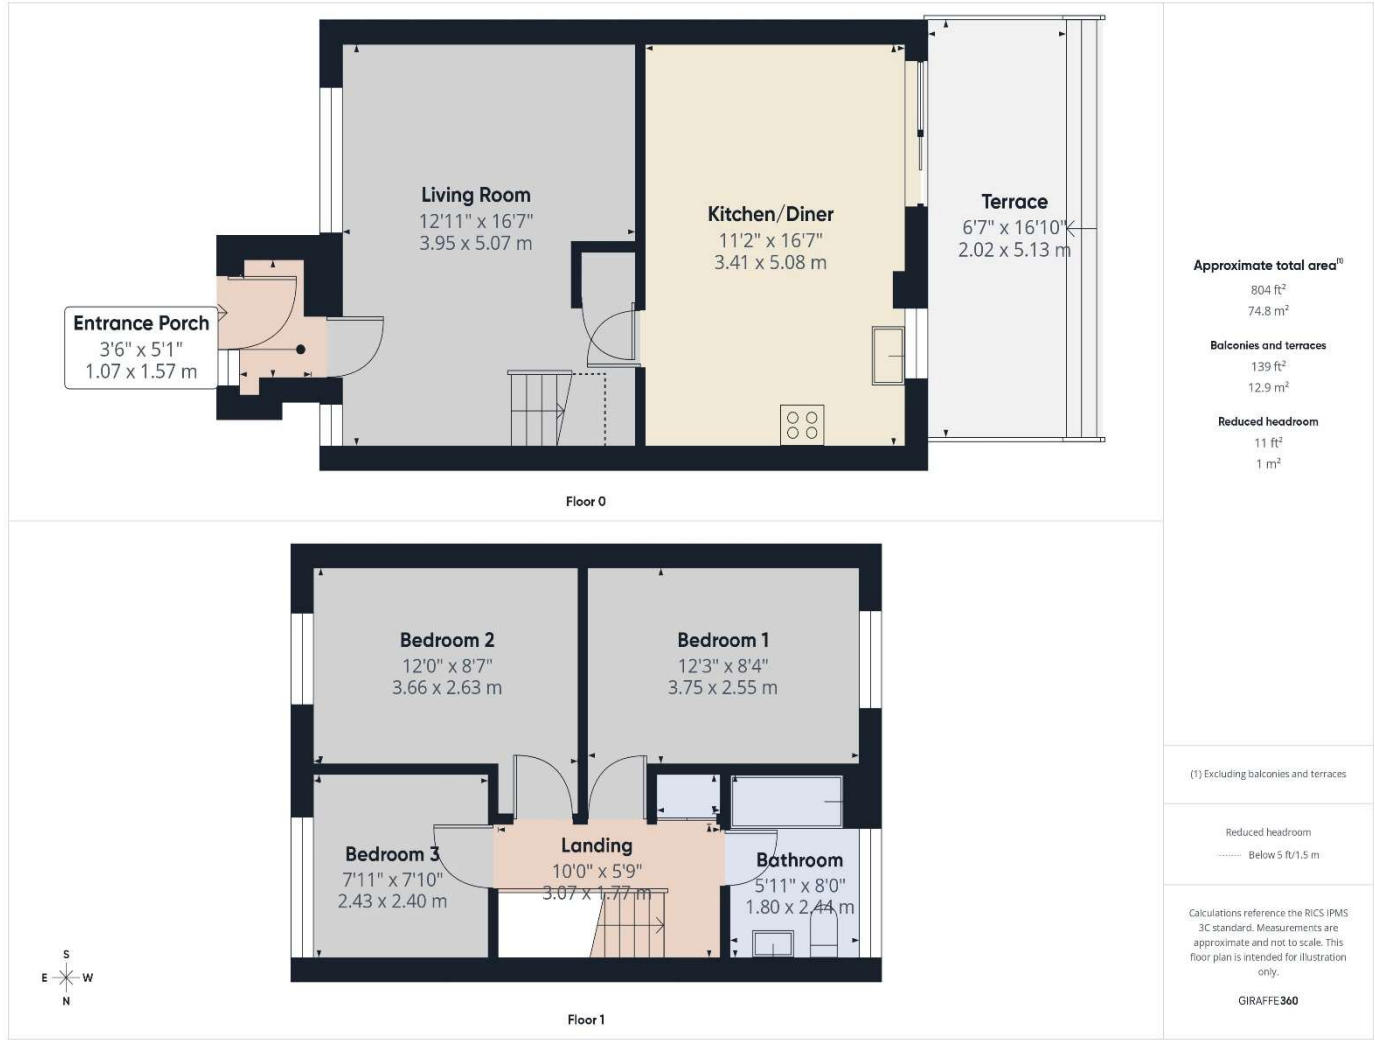 Living Room
12'11" x 16'7"
3.95 x 5.07 m
Kitchen/Diner
11'2" x 16'7"
3.41 x 5.08 m
Terrace
6'7" x 16'10"
2.02 x 5.13 m
Entrance Porch
3'6" x 5'1"
1.07 x 1.57 m
Floor 0
Bedroom 2
12'0" x 8'7"
3.66 x 2.63 m
Bedroom 1
12'3" x 8'4"
3.75 x 2.55 m
Bedroom 3
7'11" x 7'10"
2.43 x 2.40 m
Landing
10'0" x 5'9"
3.07 x 1.77 m
Bathroom
5'11" x 8'0"
1.80 x 2.44 m
S
E W
N
Floor 1
Approximate total area(1)
804 ft²
74.8 m²
Balconies and terraces
139 ft²
12.9 m²
Reduced headroom
11 ft²
1 m²
(1) Excluding balconies and terraces
Reduced headroom
Below 5 ft/1.5 m
Calculations reference the RICS IPMS
3C standard. Measurements are
approximate and not to scale. This
floor plan is intended for illustration
only.
GIRAFFE360